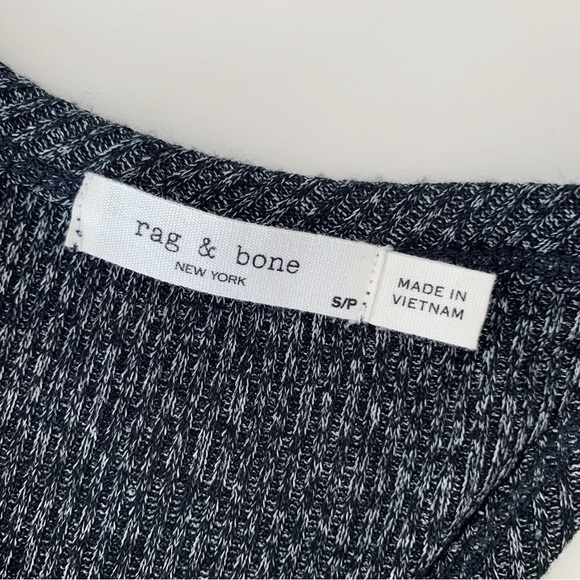 rag & bone
NEW YORK
S/P
MADE IN
VIETNAM